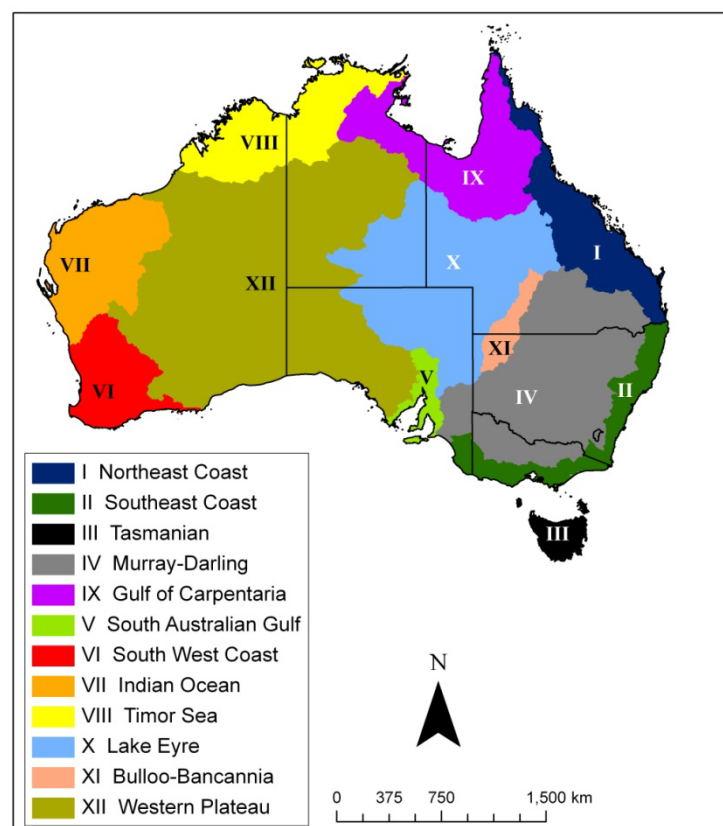 VIII
IX
VII
X
I
XII
XI
VI
V
IV
II
III
I Northeast Coast
II Southeast Coast
III Tasmanian
IV Murray-Darling
IX Gulf of Carpentaria
V South Australian Gulf
VI South West Coast
VII Indian Ocean
VIII Timor Sea
X Lake Eyre
XI Bulloo-Bancannia
XII Western Plateau
N
0 375 750 1,500 km